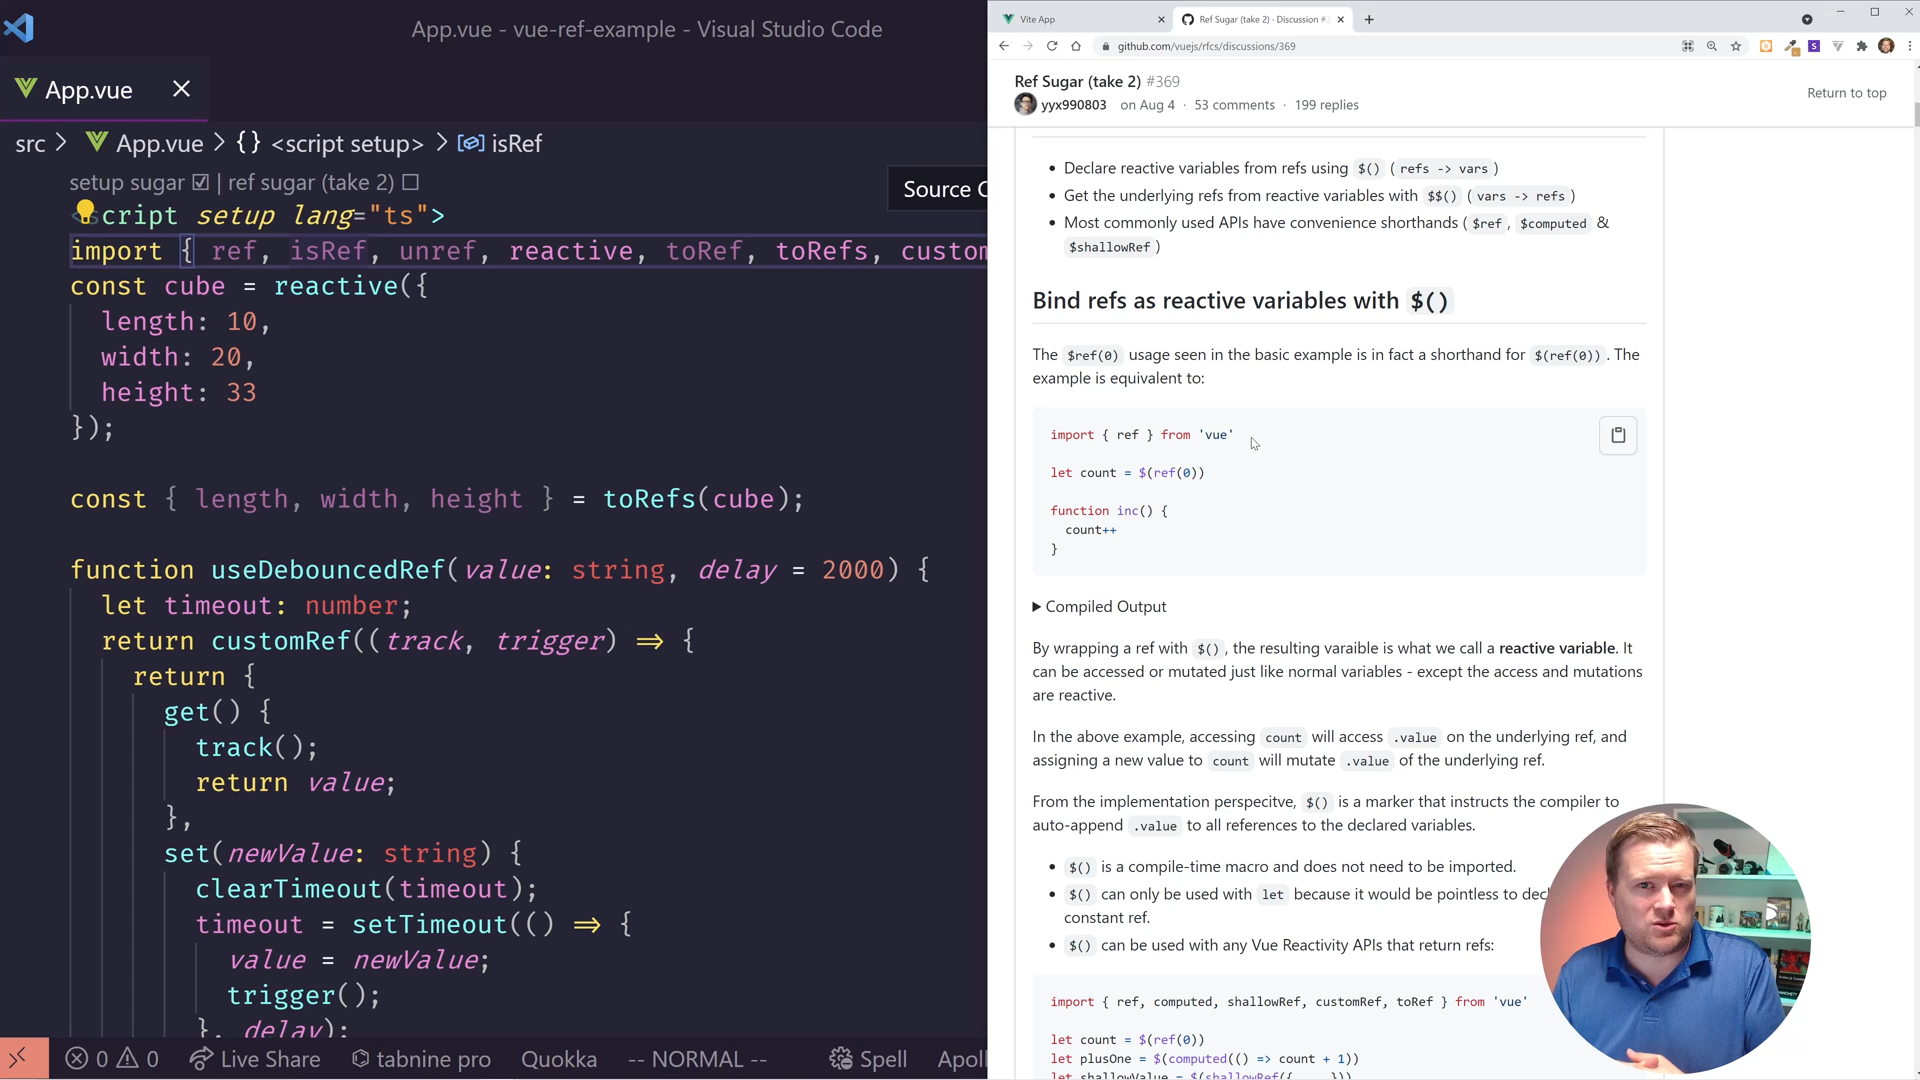 App.vue - vue-ref-example - Visual Studio Code
App.vue
src > App.vue > {} <script setup> > isRef
setup sugar ☑ | ref sugar (take 2) ☐
Source
cript setup lang="ts">
import { ref, isRef, unref, reactive, toRef, toRefs, custom
const cube = reactive({
length: 10,
width: 20,
height: 33
});
const { length, width, height } = toRefs(cube);
function useDebouncedRef(value: string, delay = 2000) {
let timeout: number;
return customRef((track, trigger) => {
return {
get() {
track();
return value;
},
set(newValue: string) {
clearTimeout(timeout);
timeout = setTimeout(() => {
value = newValue;
trigger();
}, delay);
0 0 Live Share tabnine pro Quokka -- NORMAL -- Spell Apoll
Vite App
Ref Sugar (take 2) · Discussion #
github.com/vuejs/rfcs/discussions/369
Ref Sugar (take 2) #369
yyx990803 on Aug 4 · 53 comments · 199 replies
Return to top
• Declare reactive variables from refs using $() ( refs -> vars )
• Get the underlying refs from reactive variables with $$() ( vars -> refs )
• Most commonly used APIs have convenience shorthands ( $ref , $computed &
$shallowRef )
Bind refs as reactive variables with $()
The $ref(0) usage seen in the basic example is in fact a shorthand for $(ref(0)) . The
example is equivalent to:
import { ref } from 'vue'
let count = $(ref(0))
function inc() {
count++
}
Compiled Output
By wrapping a ref with $() , the resulting varaible is what we call a reactive variable. It
can be accessed or mutated just like normal variables - except the access and mutations
are reactive.
In the above example, accessing count will access .value on the underlying ref, and
assigning a new value to count will mutate .value of the underlying ref.
From the implementation perspecitve, $() is a marker that instructs the compiler to
auto-append .value to all references to the declared variables.
• $() is a compile-time macro and does not need to be imported.
• $() can only be used with let because it would be pointless to decl
constant ref.
• $() can be used with any Vue Reactivity APIs that return refs:
import { ref, computed, shallowRef, customRef, toRef } from 'vue'
let count = $(ref(0))
let plusOne = $(computed(() => count + 1))
let shallowValue = $(shallowRef({ }))